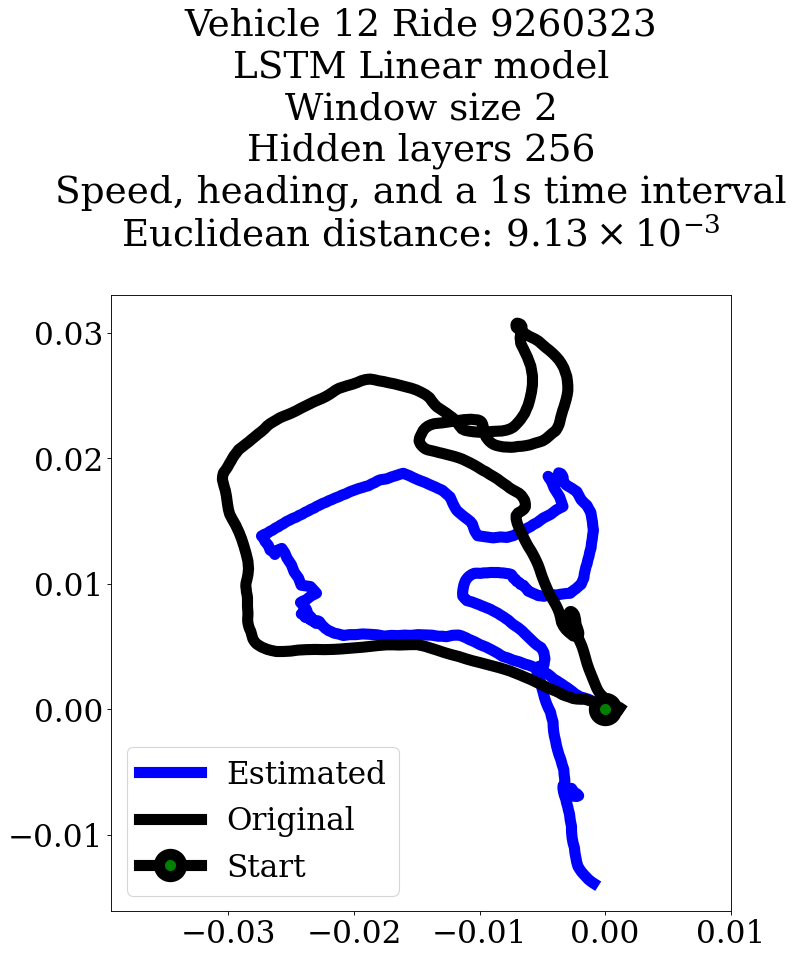 Vehicle 12 Ride 9260323
LSTM Linear model
Window size 2
Hidden layers 256
Speed, heading, and a 1s time interval
Euclidean distance: 9.13 × 10⁻³
0.03
0.02
0.01
0.00
−0.01
Estimated
Original
Start
−0.03 −0.02 −0.01 0.00 0.01